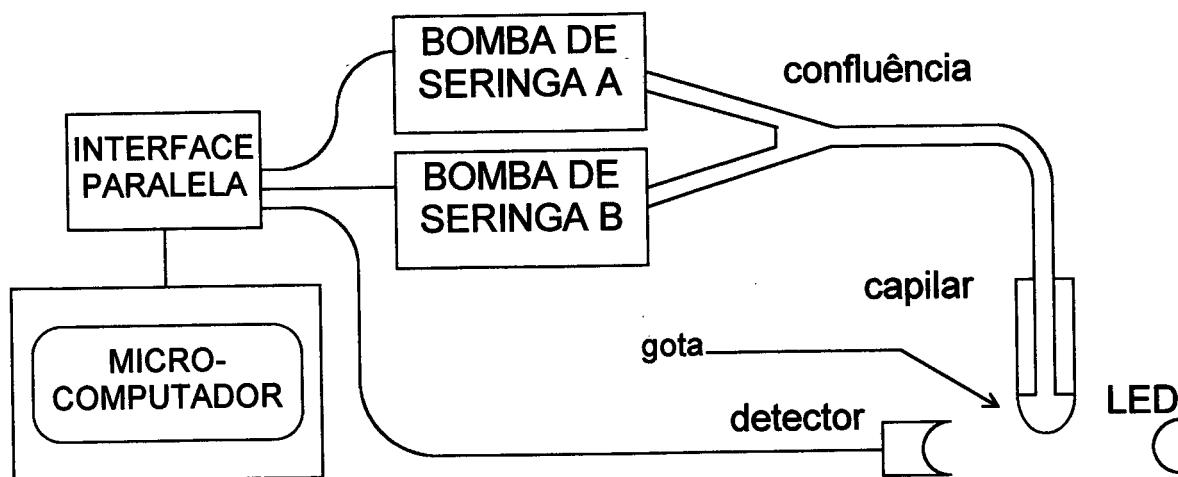 BOMBA DE
SERINGA A
confluência
INTERFACE
PARALELA
BOMBA DE
SERINGA B
capilar
gota
MICRO-
COMPUTADOR
detector
LED